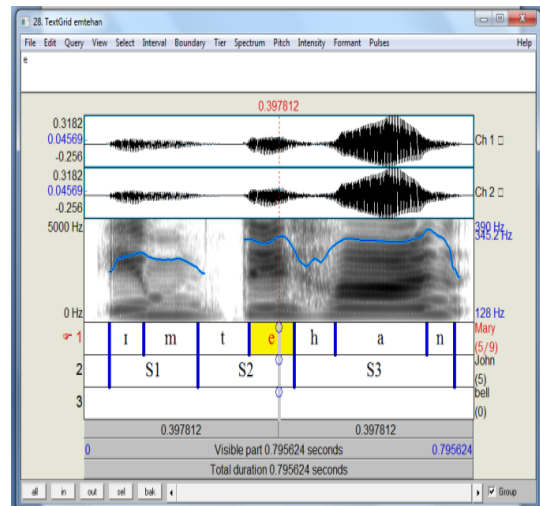 28. TextGrid emtehan
File Edit Query View Select Interval Boundary Tier Spectrum Pitch Intensity Formant Pulses Help
e
0.397812
0.3182
0.04569
-0.256
Ch 1
0.3182
0.04569
-0.256
Ch 2
5000 Hz
390 Hz
345.2 Hz
0 Hz
128 Hz
1 ɪ m t e h a n Mary
(5/9)
2 S1 S2 S3 John
(5)
3 bell
(0)
0.397812 0.397812
0 Visible part 0.795624 seconds 0.795624
Total duration 0.795624 seconds
all in out sel bak Group